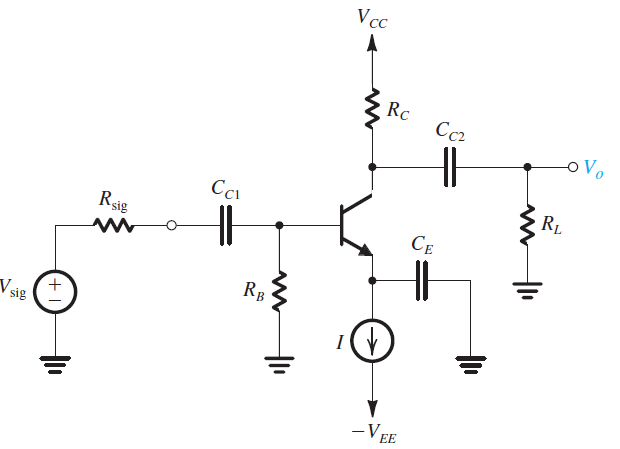 V_CC
R_C
C_C2
V_o
R_sig
C_C1
R_L
C_E
V_sig
+
−
R_B
I
−V_EE